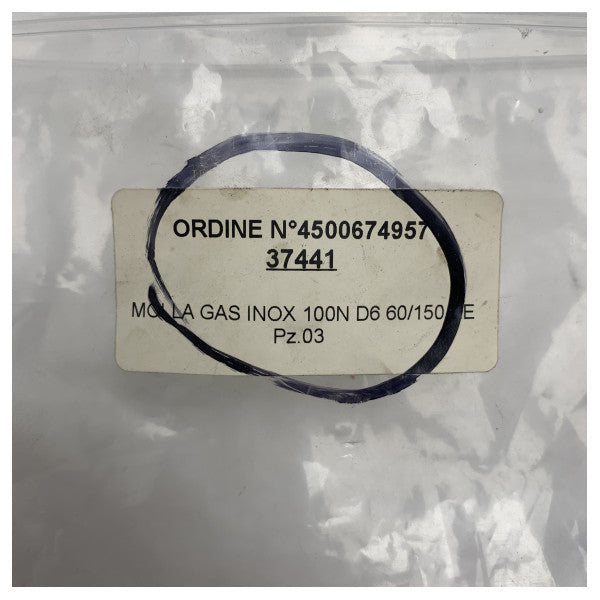 ORDINE N°4500674957
37441
MOLLA GAS INOX 100N D6 60/150
Pz.03